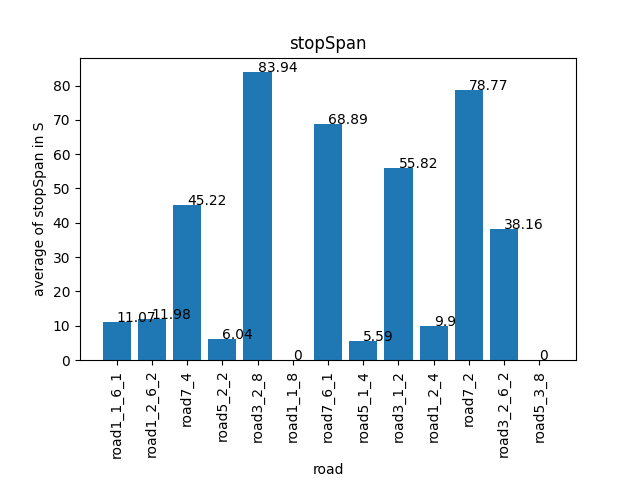 stopSpan
average of stopSpan in S
80
70
60
50
40
30
20
10
0
11.07
11.98
45.22
6.04
83.94
0
68.89
5.59
55.82
9.9
78.77
38.16
0
road1_1_6_1
road1_2_6_2
road7_4
road5_2_2
road3_2_8
road1_1_8
road7_6_1
road5_1_4
road3_1_2
road1_2_4
road7_2
road3_2_6_2
road5_3_8
road